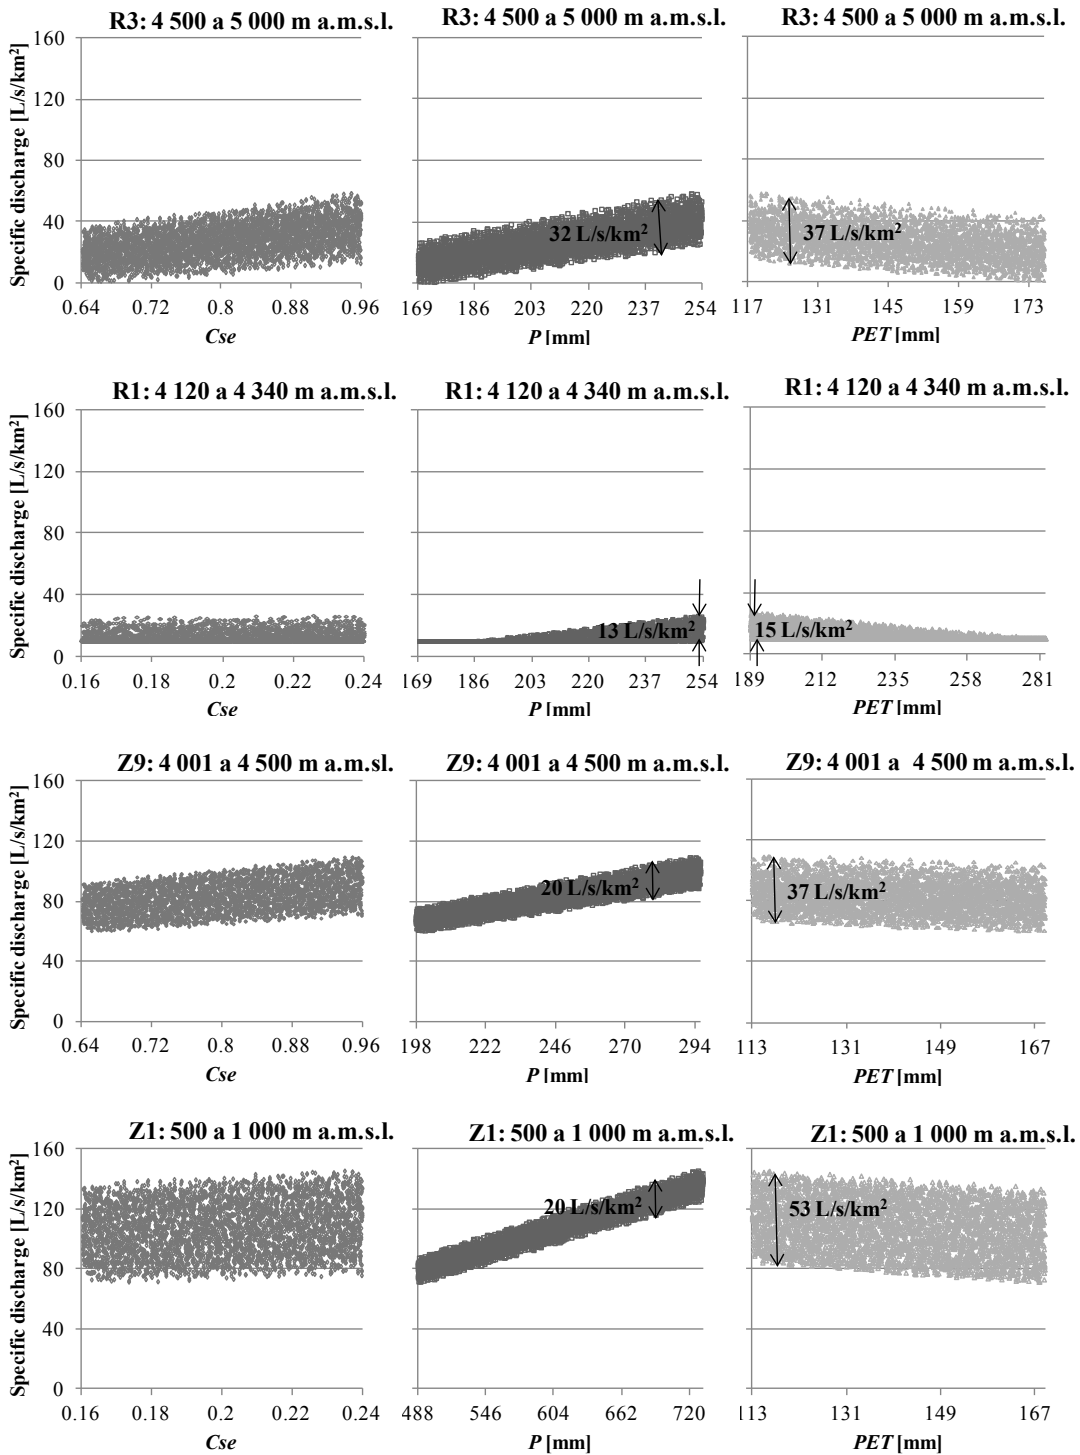 R3: 4 500 a 5 000 m a.m.s.l.
R3: 4 500 a 5 000 m a.m.s.l.
R3: 4 500 a 5 000 m a.m.s.l.
Specific discharge [L/s/km²]
160
120
80
40
0
32 L/s/km²
37 L/s/km²
0.64 0.72 0.8 0.88 0.96
169 186 203 220 237 254
117 131 145 159 173
Cse
P [mm]
PET [mm]
R1: 4 120 a 4 340 m a.m.s.l.
R1: 4 120 a 4 340 m a.m.s.l.
R1: 4 120 a 4 340 m a.m.s.l.
Specific discharge [L/s/km²]
160
120
80
40
0
13 L/s/km²
15 L/s/km²
0.16 0.18 0.2 0.22 0.24
169 186 203 220 237 254
189 212 235 258 281
Cse
P [mm]
PET [mm]
Z9: 4 001 a 4 500 m a.m.sl.
Z9: 4 001 a 4 500 m a.m.s.l.
Z9: 4 001 a 4 500 m a.m.s.l.
Specific discharge [L/s/km²]
160
120
80
40
0
20 L/s/km²
37 L/s/km²
0.64 0.72 0.8 0.88 0.96
198 222 246 270 294
113 131 149 167
Cse
P [mm]
PET [mm]
Z1: 500 a 1 000 m a.m.s.l.
Z1: 500 a 1 000 m a.m.s.l.
Z1: 500 a 1 000 m a.m.s.l.
Specific discharge [L/s/km²]
160
120
80
40
0
20 L/s/km²
53 L/s/km²
0.16 0.18 0.2 0.22 0.24
488 546 604 662 720
113 131 149 167
Cse
P [mm]
PET [mm]